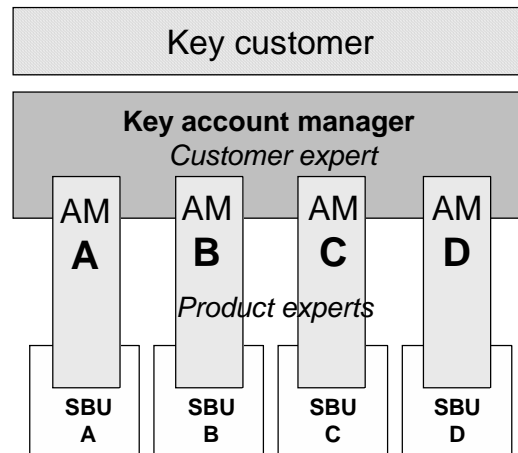 Key customer
Key account manager
Customer expert
AM AM AM AM
A B C D
Product experts
SBU SBU SBU SBU
A B C D